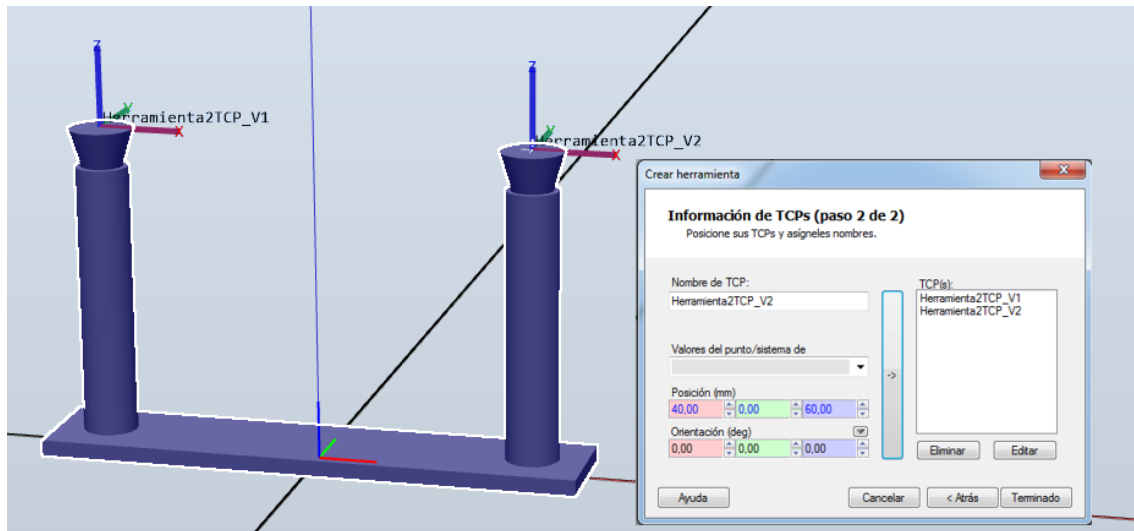 Z
Y
Herramienta2TCP_V1
X
Z
Y
Herramienta2TCP_V2
X
Crear herramienta
Información de TCPs (paso 2 de 2)
Posicione sus TCPs y asígneles nombres.
Nombre de TCP:
Herramienta2TCP_V2
Valores del punto/sistema de
Posición (mm)
40,00 0,00 60,00
Orientación (deg)
0,00 0,00 0,00
->
TCP(s):
Herramienta2TCP_V1
Herramienta2TCP_V2
Eliminar Editar
Ayuda Cancelar < Atrás Terminado